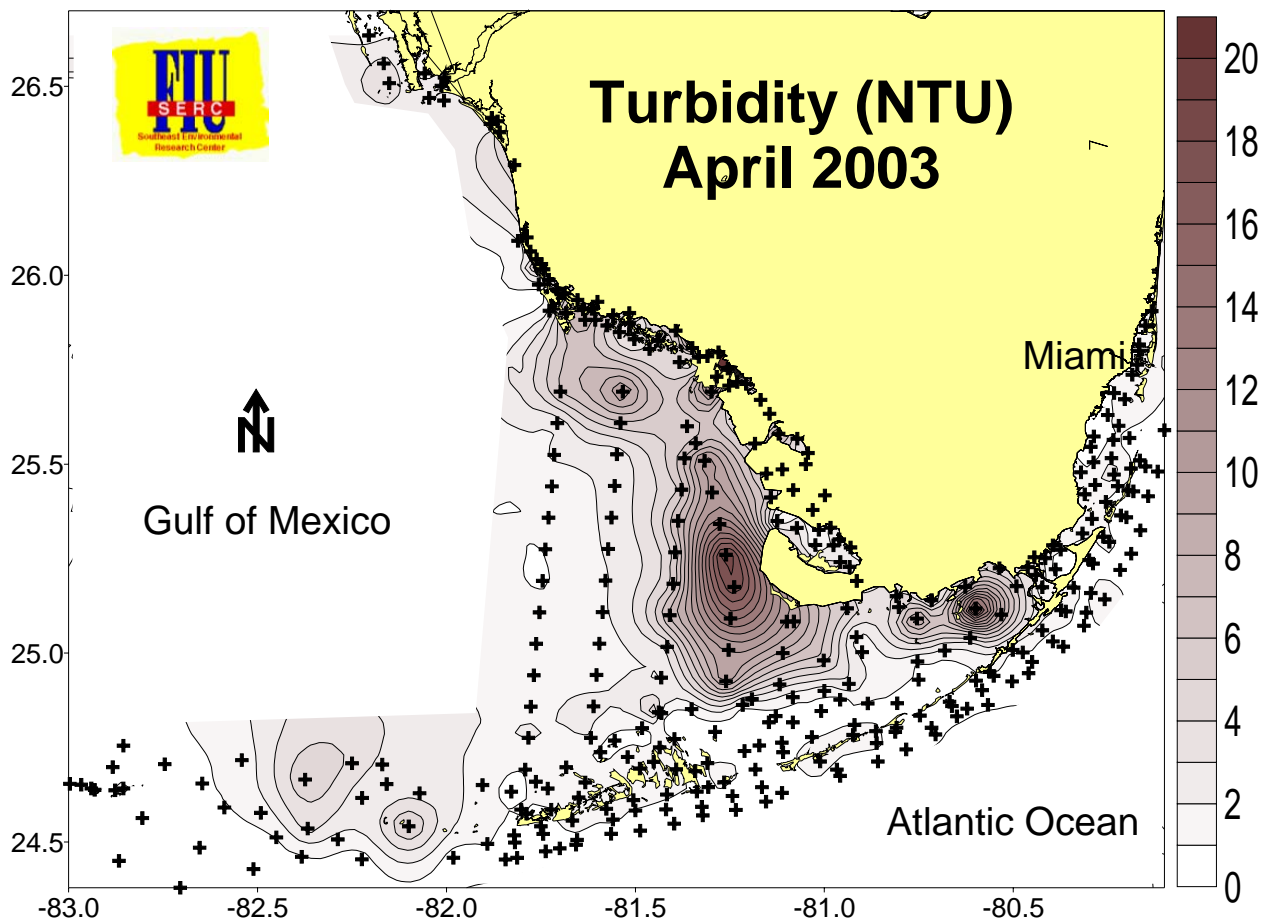 FIU
SERC
Southeast Environmental
Research Center
Turbidity (NTU)
April 2003
Miami
N
Gulf of Mexico
Atlantic Ocean
26.5
26.0
25.5
25.0
24.5
-83.0 -82.5 -82.0 -81.5 -81.0 -80.5
20
18
16
14
12
10
8
6
4
2
0